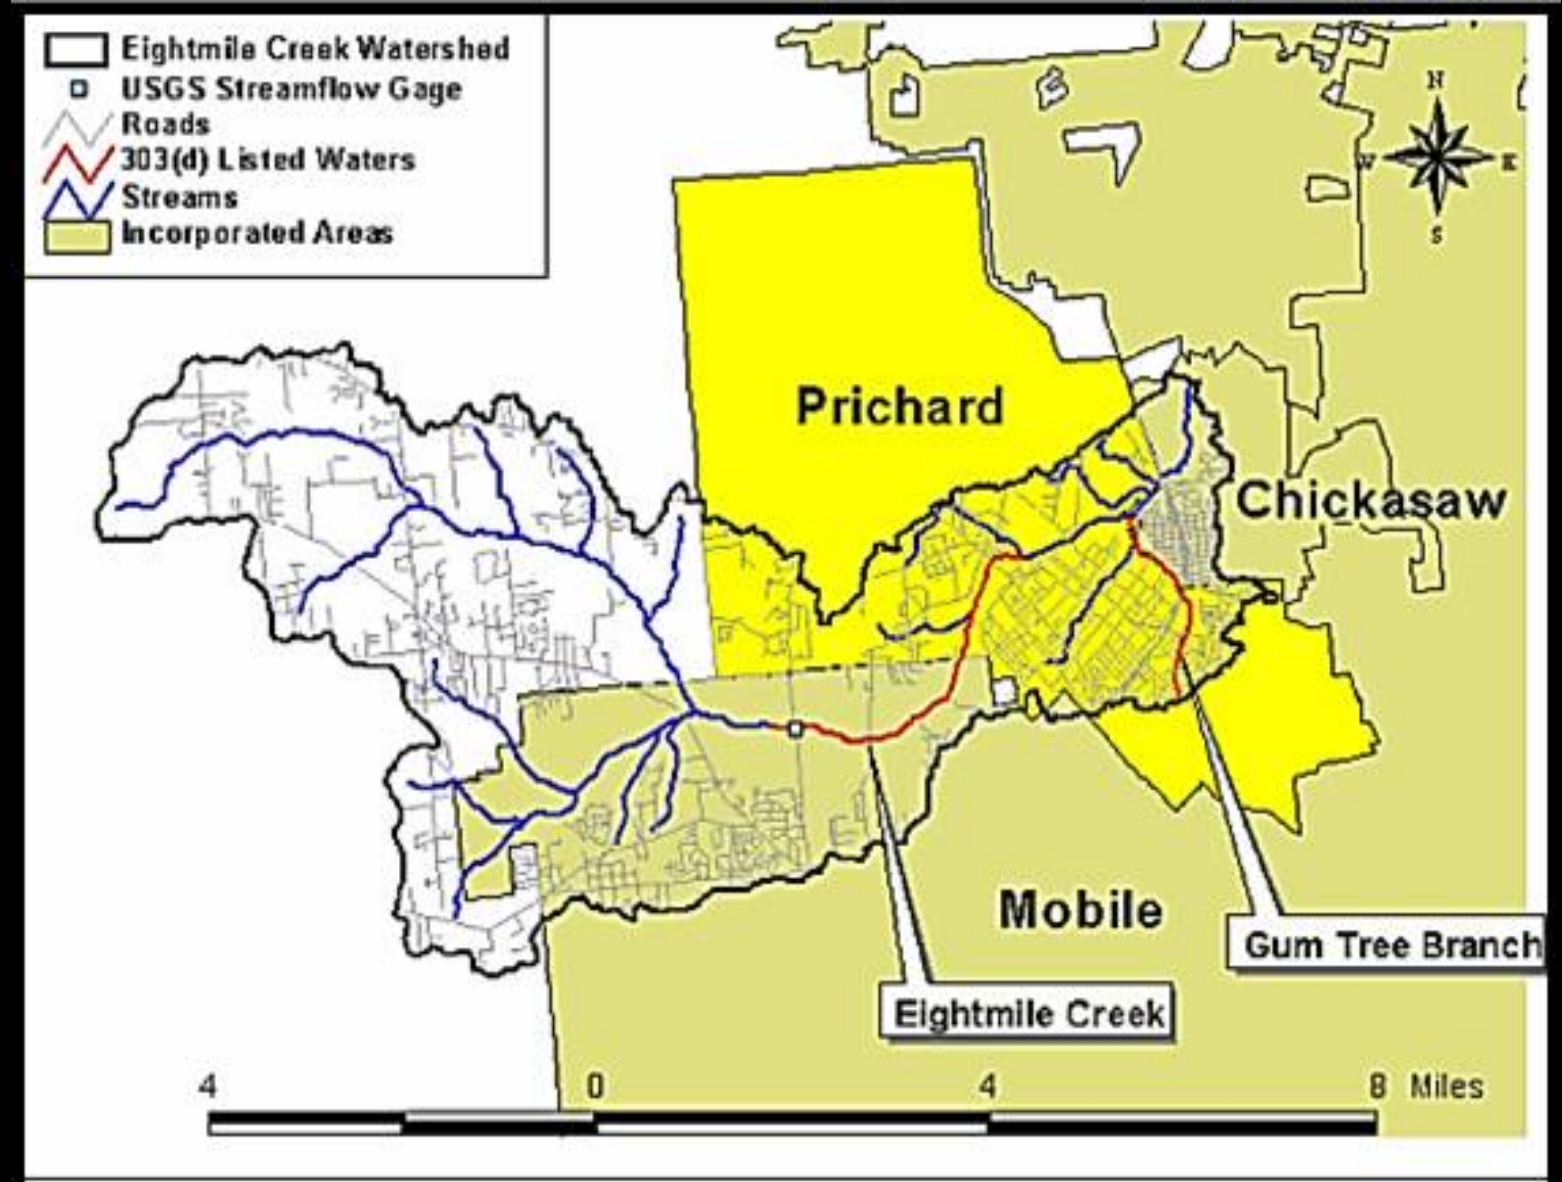 Eightmile Creek Watershed
USGS Streamflow Gage
Roads
303(d) Listed Waters
Streams
Incorporated Areas
N
W
E
S
Prichard
Chickasaw
Mobile
Gum Tree Branch
Eightmile Creek
4 0 4 8 Miles